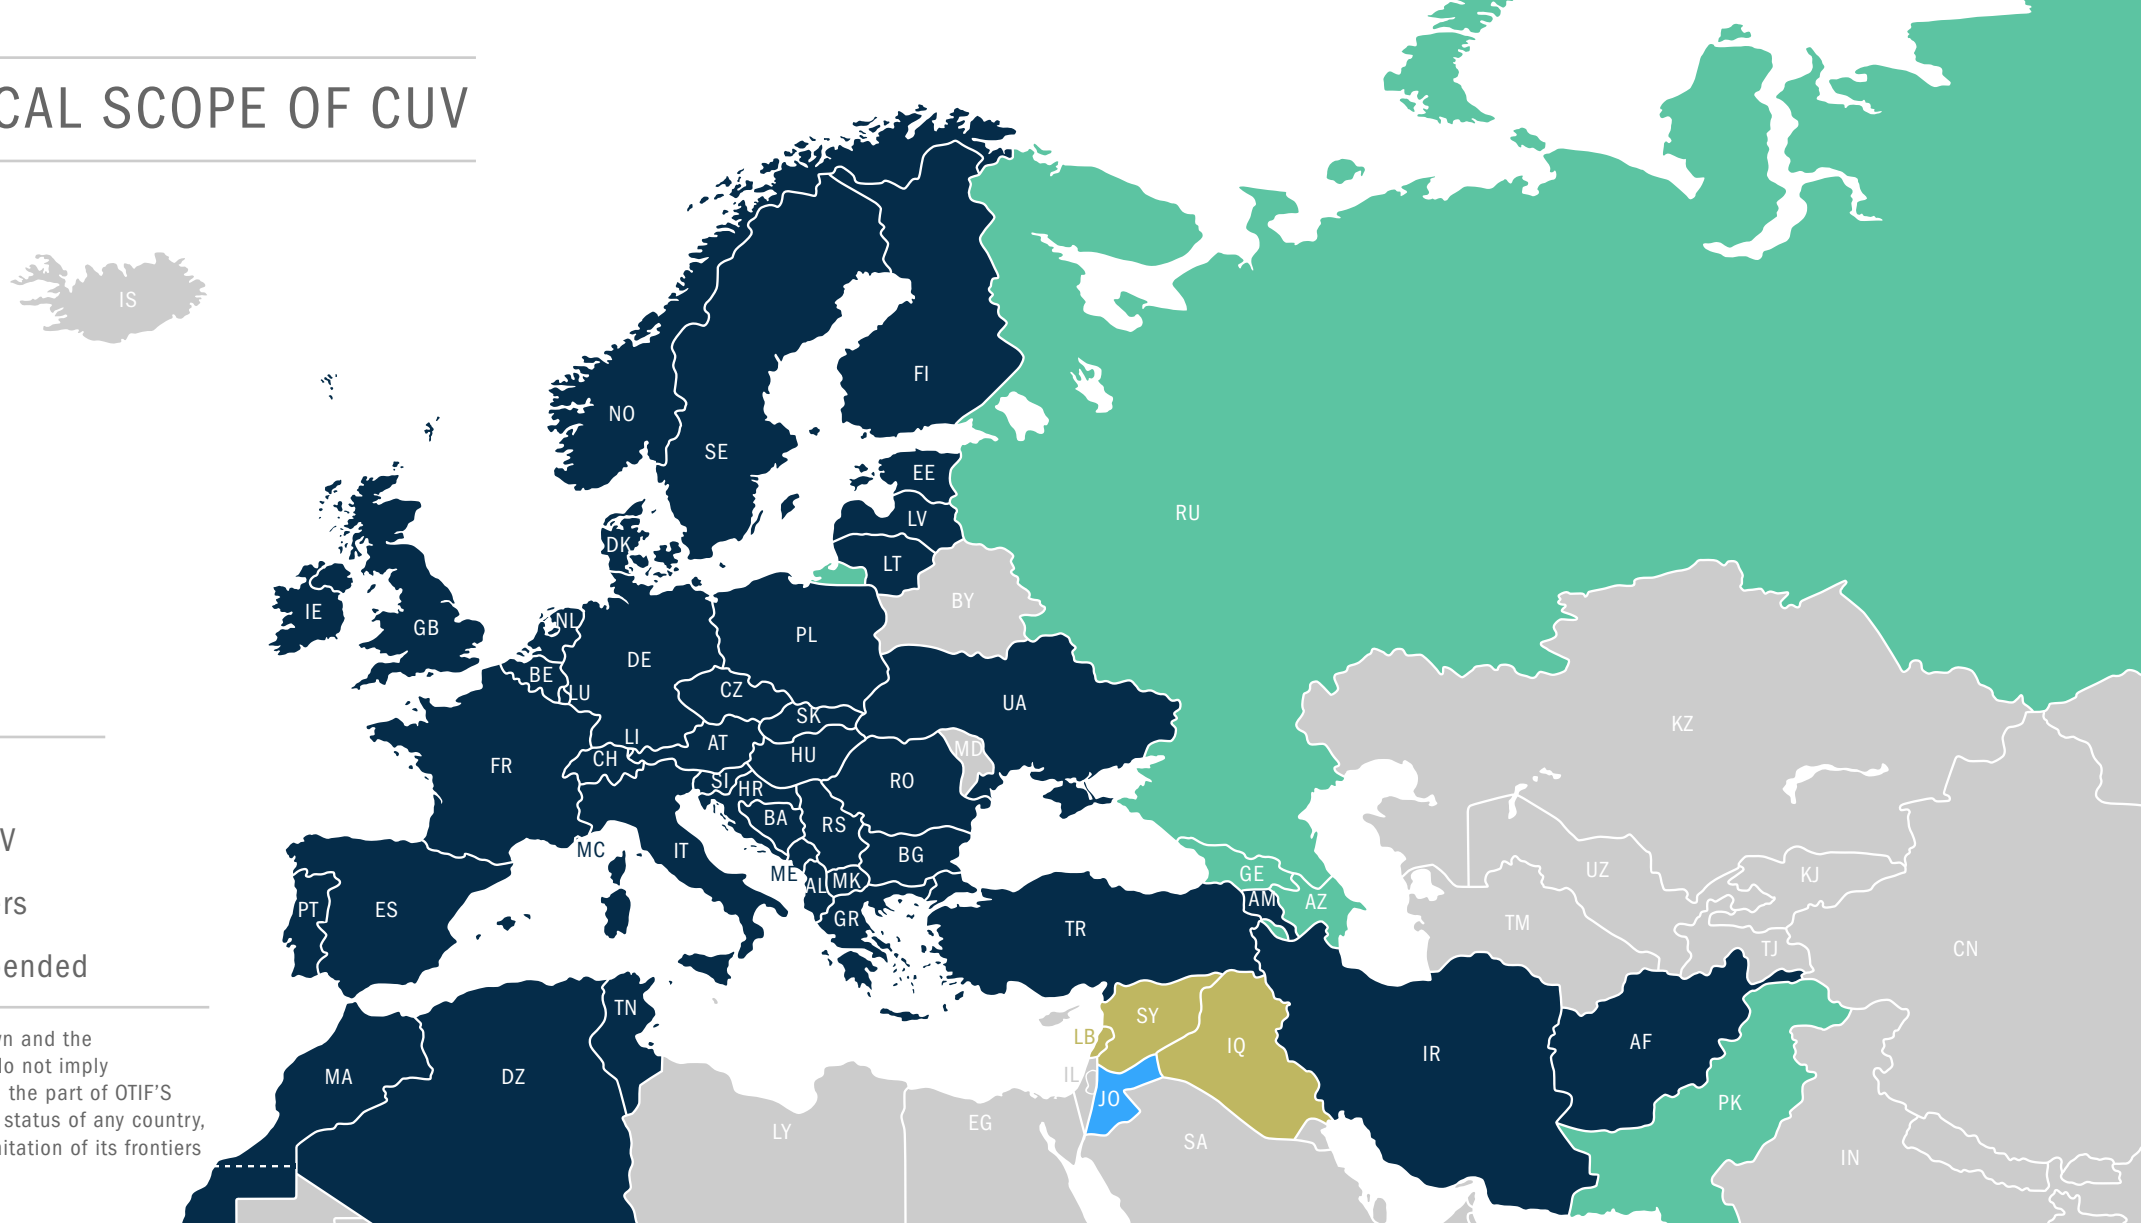 CAL SCOPE OF CUV
IS
FI
NO
SE
EE
RU
LV
DK
LT
BY
IE
GB
NL
PL
DE
BE
CZ
LU
UA
SK
KZ
LI
AT
MD
CH
HU
FR
RO
SI
HR
BA
RS
V
MC
IT
BG
UZ
ME
GE
KJ
AL
MK
AM
AZ
ers
PT
ES
GR
TR
TM
TJ
CN
ended
TN
SY
wn and the
LB
IQ
AF
IR
do not imply
MA
DZ
IL
the part of OTIF'S
JO
PK
status of any country,
LY
EG
SA
mitation of its frontiers
IN